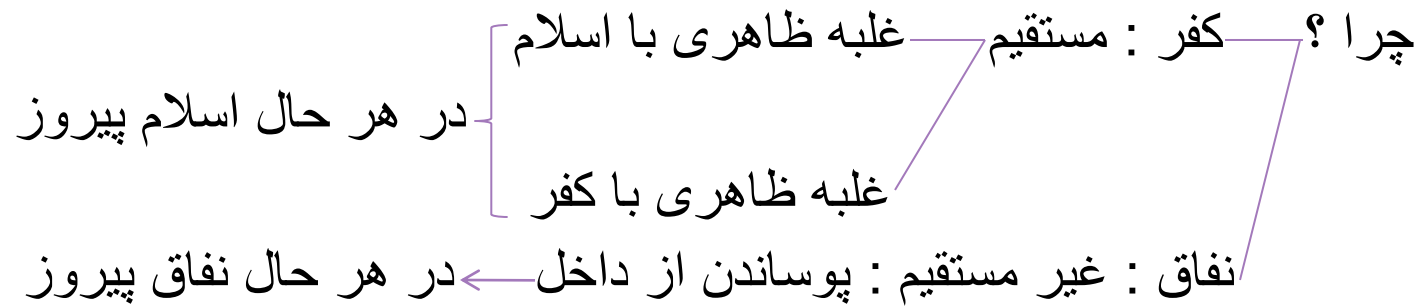 چرا ؟ کفر : مستقیم غلبه ظاهری با اسلام
در هر حال اسلام پیروز
غلبه ظاهری با کفر
نفاق : غیر مستقیم : پوساندن از داخل در هر حال نفاق پیروز